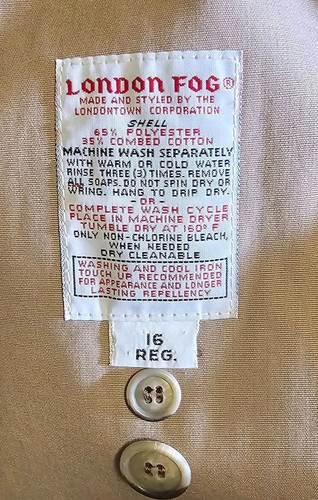 LONDON FOG®
MADE AND STYLED BY THE
LONDONTOWN CORPORATION
SHELL
65% POLYESTER
35% COMBED COTTON
MACHINE WASH SEPARATELY
WITH WARM OR COLD WATER
RINSE THREE (3) TIMES. REMOVE
ALL SOAPS. DO NOT SPIN DRY OR
WRING. HANG TO DRIP DRY.
-OR-
COMPLETE WASH CYCLE
PLACE IN MACHINE DRYER
TUMBLE DRY AT 160° F
ONLY NON-CHLORINE BLEACH,
WHEN NEEDED
DRY CLEANABLE
WASHING AND COOL IRON
TOUCH UP RECOMMENDED
FOR APPEARANCE AND LONGER
LASTING REPELLENCY
16
REG.